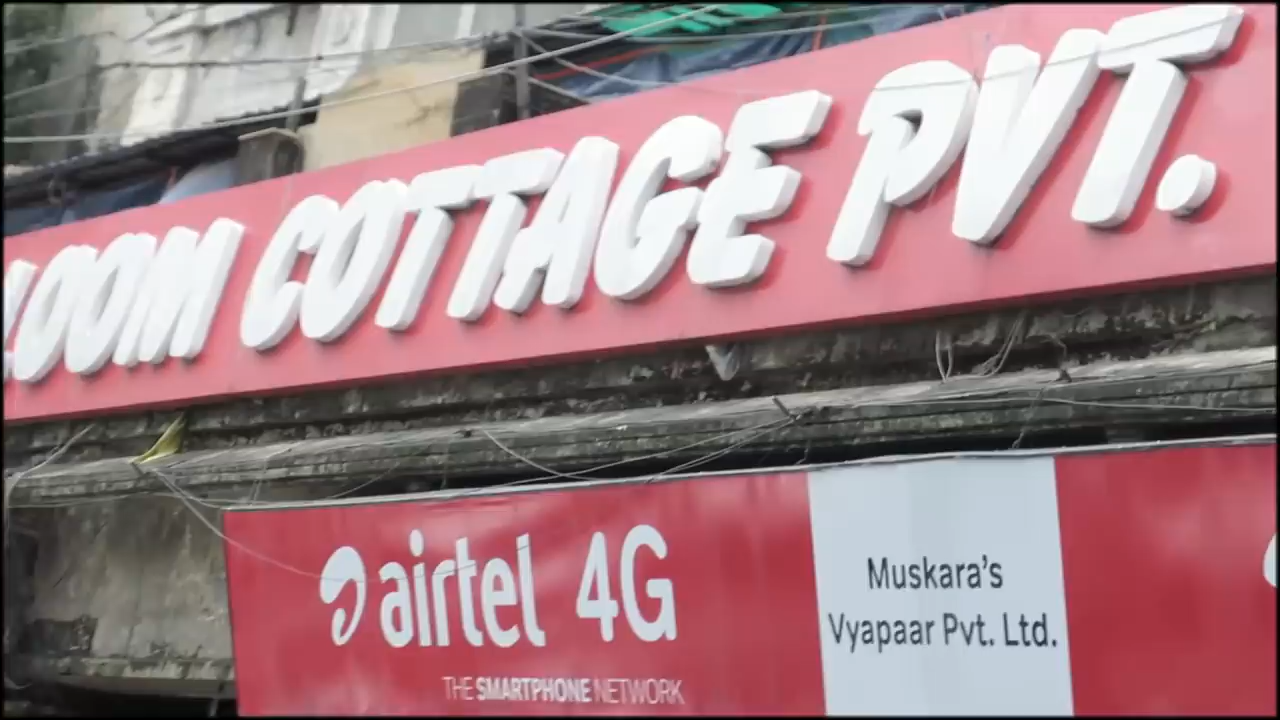 LOOM COTTAGE PVT.
airtel 4G
THE SMARTPHONE NETWORK
Muskara's
Vyapaar Pvt. Ltd.